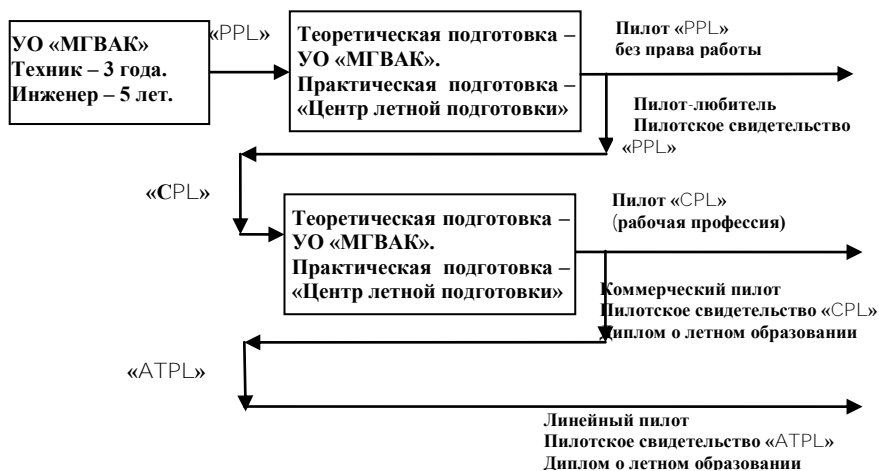 УО «МГВАК»
Техник – 3 года.
Инженер – 5 лет.
«PPL»
Теоретическая подготовка –
УО «МГВАК».
Практическая подготовка –
«Центр летной подготовки»
Пилот «PPL»
без права работы
Пилот-любитель
Пилотское свидетельство
«PPL»
«CPL»
Теоретическая подготовка –
УО «МГВАК».
Практическая подготовка –
«Центр летной подготовки»
Пилот «CPL»
(рабочая профессия)
Коммерческий пилот
Пилотское свидетельство «CPL»
Диплом о летном образовании
«ATPL»
Линейный пилот
Пилотское свидетельство «ATPL»
Диплом о летном образовании